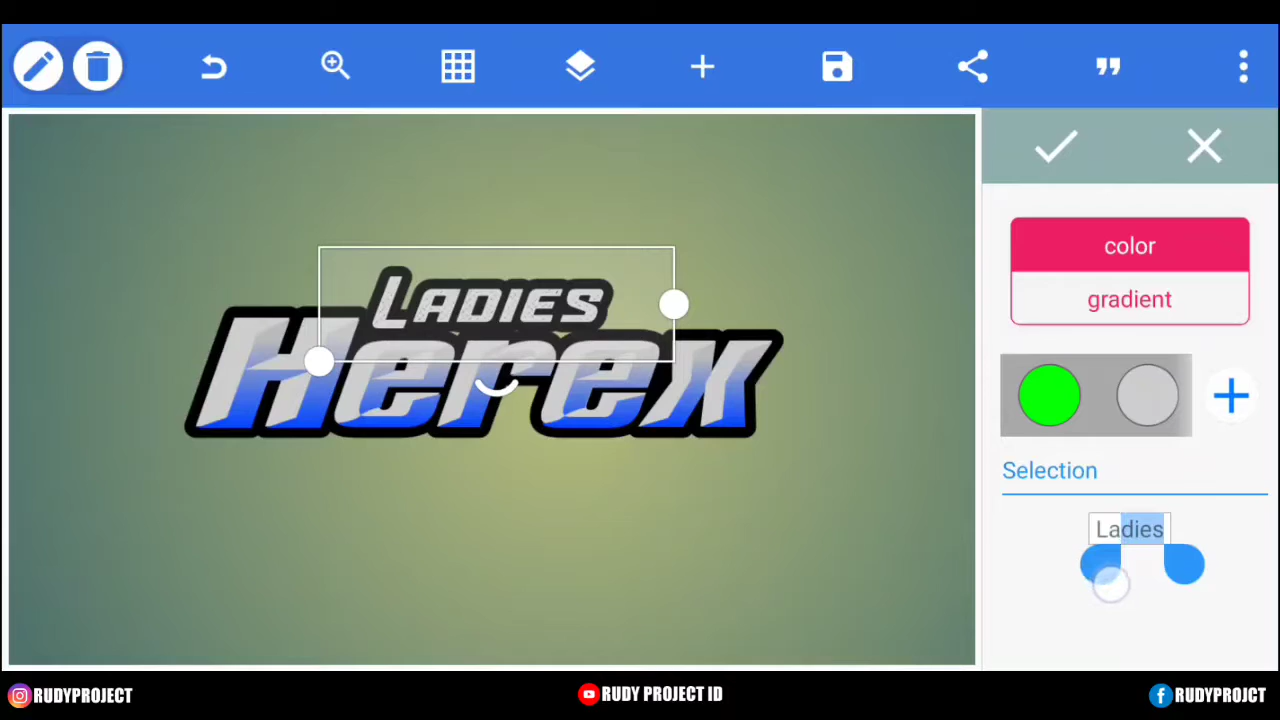 LADIES
Herex
color
gradient
Selection
Ladies
RUDYPROJECT
RUDY PROJECT ID
RUDYPROJCT